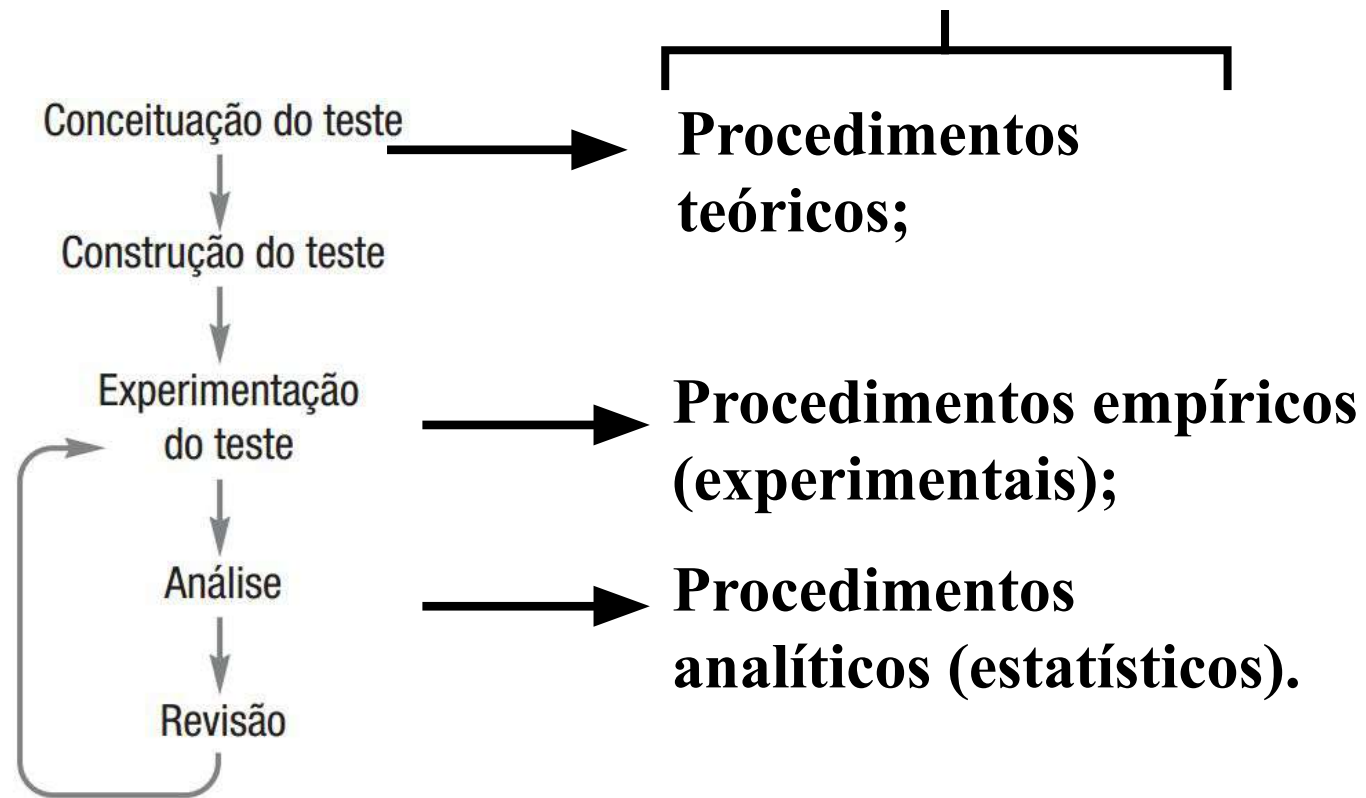 Conceituação do teste
Procedimentos
teóricos;
Construção do teste
Experimentação
do teste
Procedimentos empíricos
(experimentais);
Análise
Procedimentos
analíticos (estatísticos).
Revisão